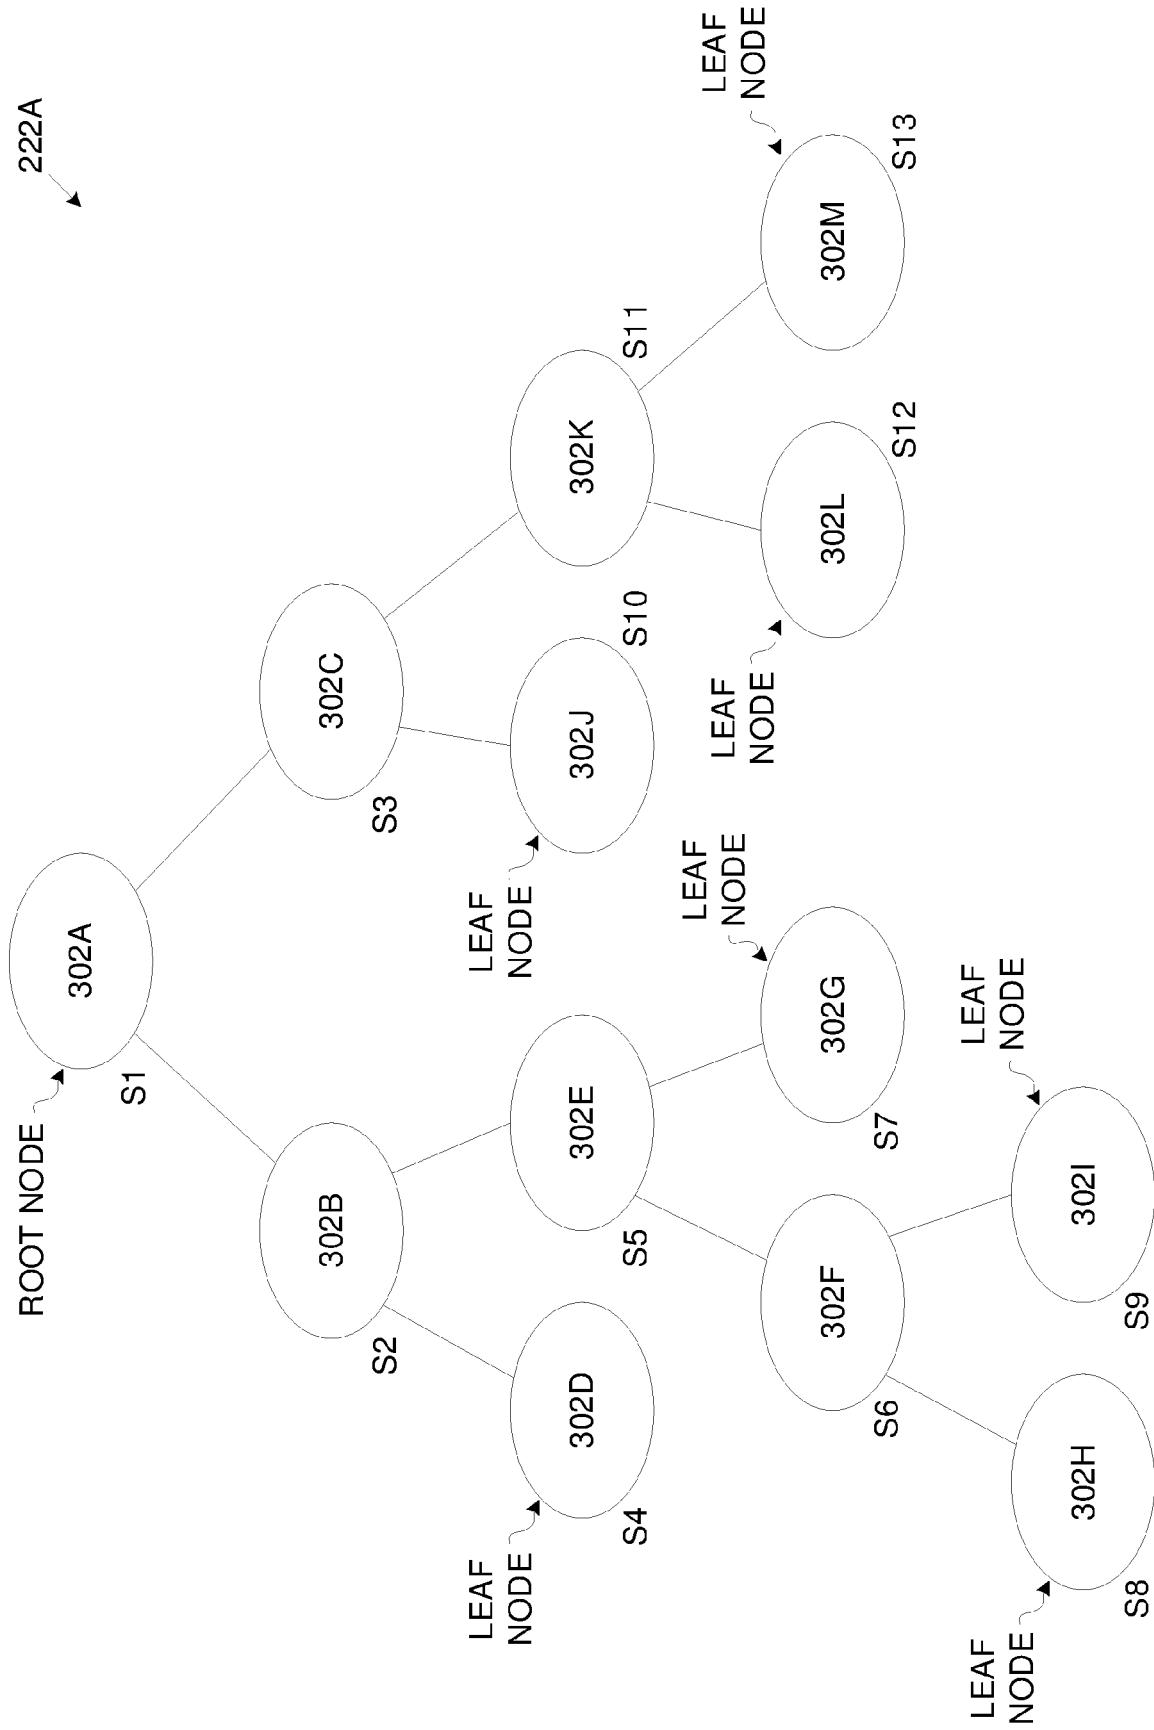 222A
ROOT NODE
302A
S1
302B
S2
302C
S3
LEAF
NODE
302D
S4
302E
S5
LEAF
NODE
302J
S10
302K
S11
302F
S6
LEAF
NODE
302G
S7
LEAF
NODE
302L
S12
LEAF
NODE
302M
S13
LEAF
NODE
302H
S8
LEAF
NODE
302I
S9